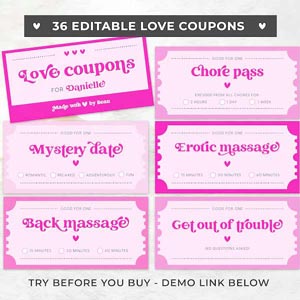 36 EDITABLE LOVE COUPONS
Love coupons
FOR Danielle
Made with by Sean
GOOD FOR ONE
Chore pass
EXCUSED FROM ALL CHORES FOR
2 HOURS 1 DAY 1 WEEK
GOOD FOR ONE
Mystery date
ROMANTIC RELAXED ADVENTUROUS FUN
GOOD FOR ONE
Erotic massage
15 MINUTES 30 MINUTES 60 MINUTES
GOOD FOR ONE
Back massage
15 MINUTES 30 MINUTES 60 MINUTES
GOOD FOR ONE
Get out of trouble
NO QUESTIONS ASKED!
TRY BEFORE YOU BUY - DEMO LINK BELOW